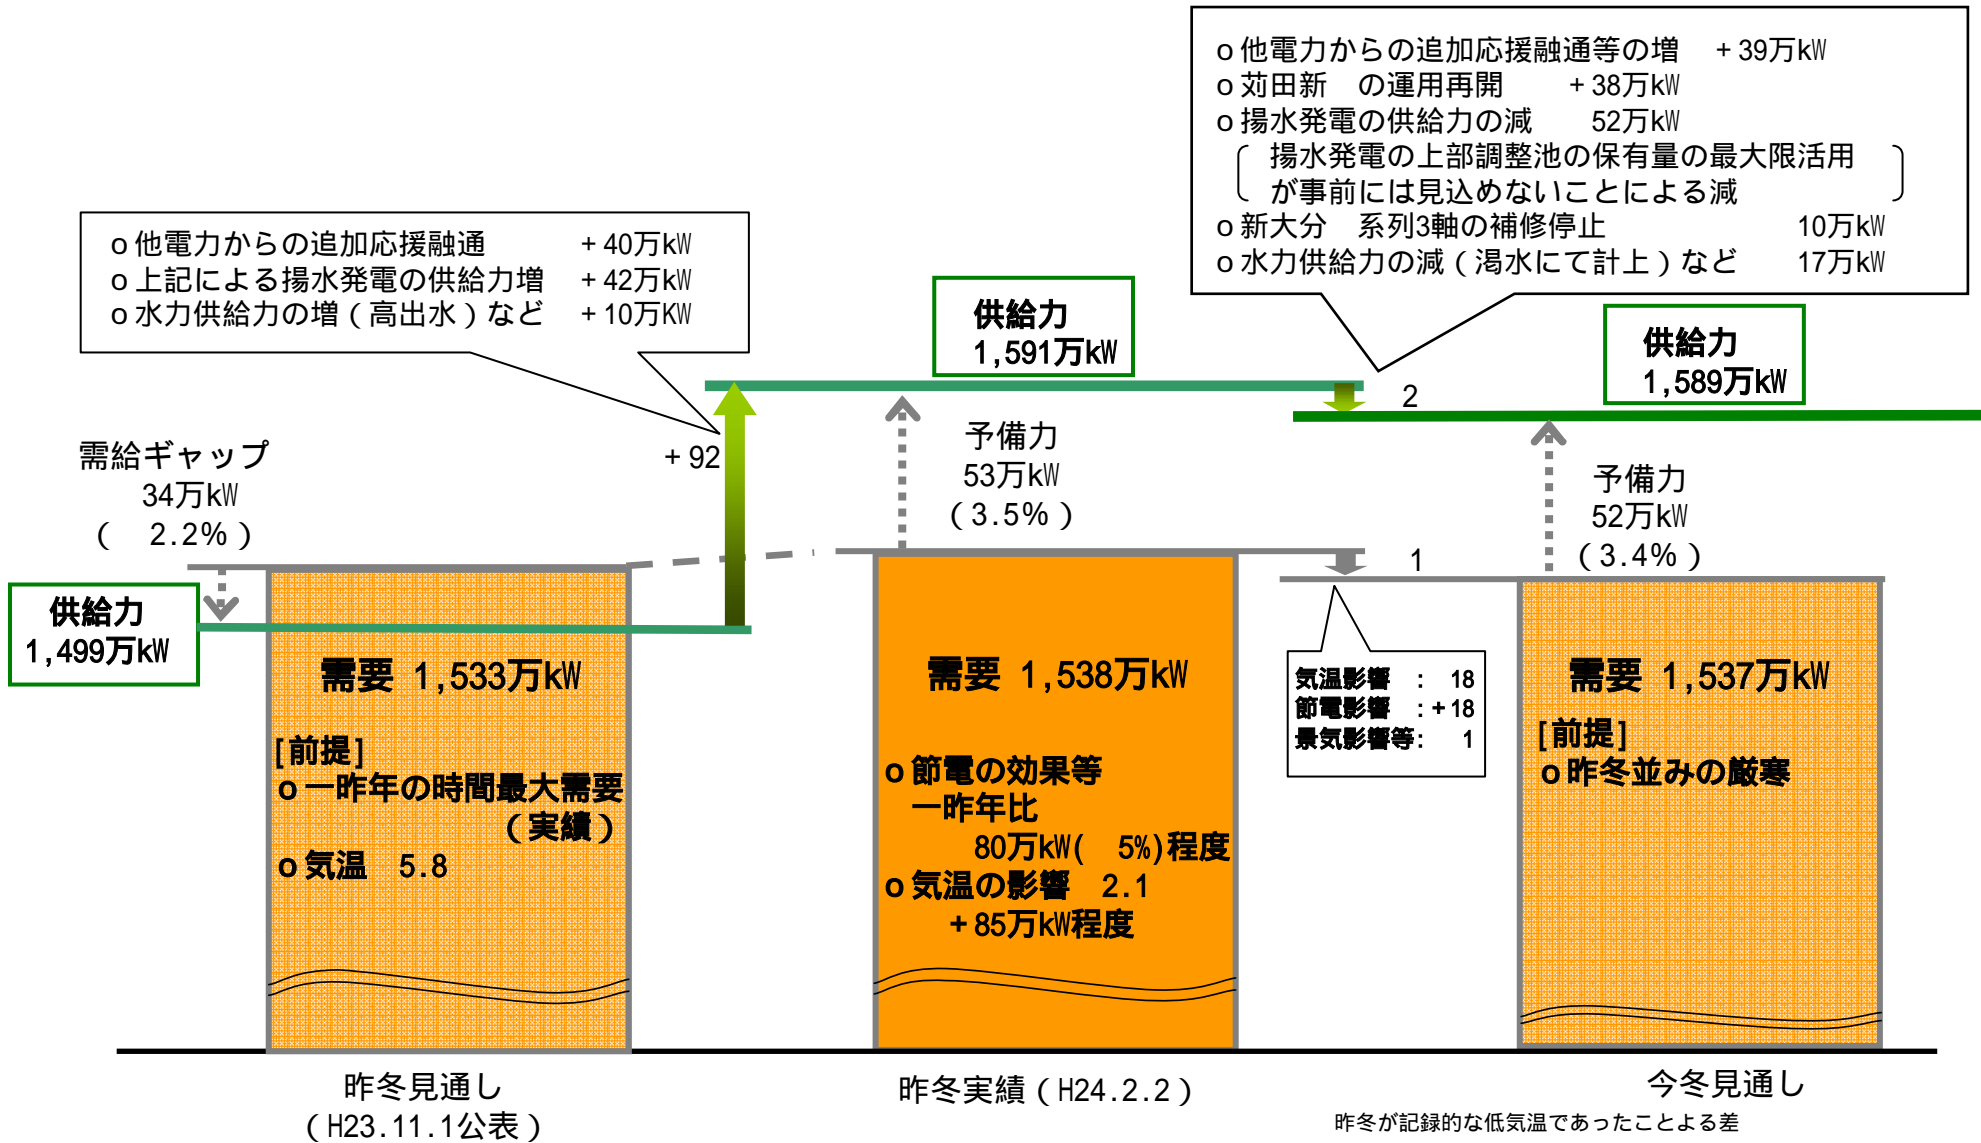 o 他電力からの追加応援融通等の増 +39万kW
o 苅田新 の運用再開 +38万kW
o 揚水発電の供給力の減 52万kW
揚水発電の上部調整池の保有量の最大限活用
が事前には見込めないことによる減
o 新大分 系列3軸の補修停止 10万kW
o 水力供給力の減(渇水にて計上)など 17万kW
o 他電力からの追加応援融通 +40万kW
o 上記による揚水発電の供給力増 +42万kW
o 水力供給力の増(高出水)など +10万KW
供給力
1,591万kW
供給力
1,589万kW
2
需給ギャップ
34万kW
( 2.2%)
+92
予備力
53万kW
(3.5%)
予備力
52万kW
(3.4%)
1
供給力
1,499万kW
需要 1,533万kW
[前提]
o 一昨年の時間最大需要
(実績)
o 気温 5.8
需要 1,538万kW
o 節電の効果等
一昨年比
80万kW( 5%)程度
o 気温の影響 2.1
+85万kW程度
気温影響 : 18
節電影響 :+18
景気影響等: 1
需要 1,537万kW
[前提]
o 昨冬並みの厳寒
昨冬見通し
(H23.11.1公表)
昨冬実績(H24.2.2)
今冬見通し
昨冬が記録的な低気温であったことよる差